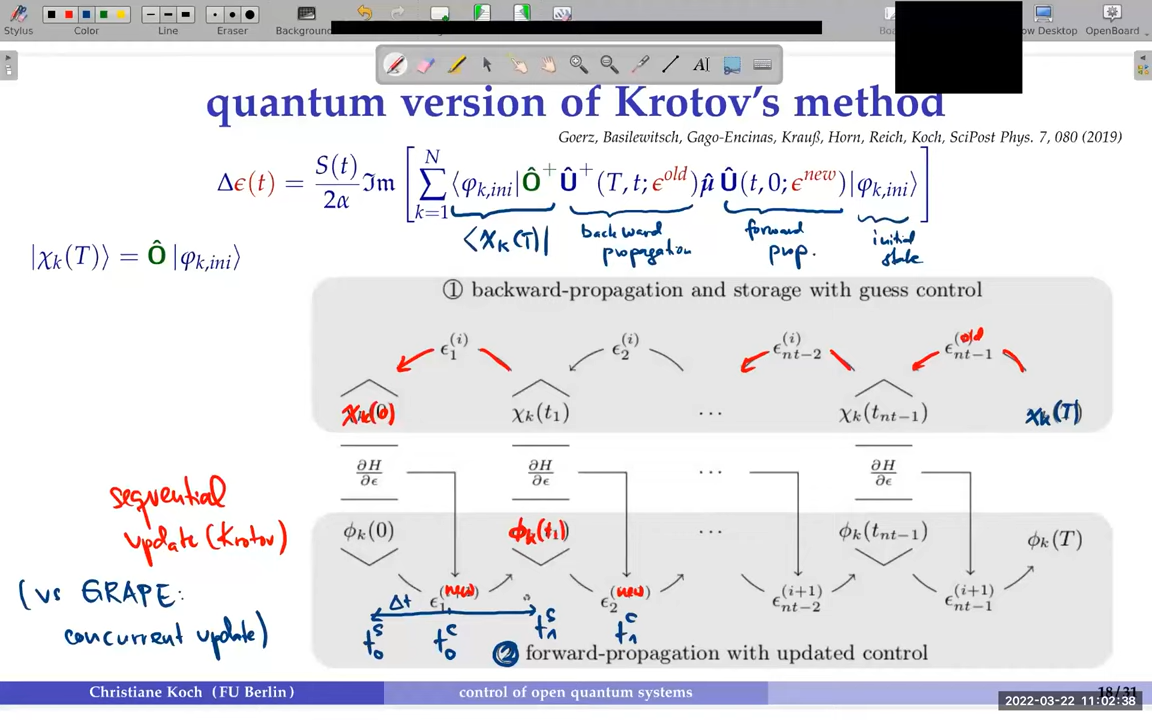 Stylus
Color
Line
Eraser
Background
Show Desktop
OpenBoard
quantum version of Krotov's method
Goerz, Basilewitsch, Gago-Encinas, Krauß, Horn, Reich, Koch, SciPost Phys. 7, 080 (2019)
Δϵ(t) = S(t)/2α ℑm [ ∑_{k=1}^{N} ⟨φ_{k,ini}|Ô⁺ Û⁺(T, t; ϵ^{old}) μ̂ Û(t, 0; ϵ^{new})|φ_{k,ini}⟩ ]
⟨χ_k(T)| backward propagation forward prop. initial state
|χ_k(T)⟩ = Ô |φ_{k,ini}⟩
① backward-propagation and storage with guess control
ϵ_1^{(i)} ϵ_2^{(i)} ϵ_{nt−2}^{(i)} ϵ_{nt−1}^{(old)}
χ_k(0) χ_k(t_1) ⋯ χ_k(t_{nt−1}) χ_k(T)
∂H/∂ϵ ∂H/∂ϵ ⋯ ∂H/∂ϵ
sequential
update (Krotov)
ϕ_k(0) ϕ_k(t_1) ⋯ ϕ_k(t_{nt−1}) ϕ_k(T)
(vs GRAPE:
concurrent update)
Δt ϵ_1^{(new)} ϵ_2^{(new)} ϵ_{nt−2}^{(i+1)} ϵ_{nt−1}^{(i+1)}
t_0^s t_0^c t_1^s t_1^c
② forward-propagation with updated control
Christiane Koch (FU Berlin) control of open quantum systems 18/31
2022-03-22 11:02:38